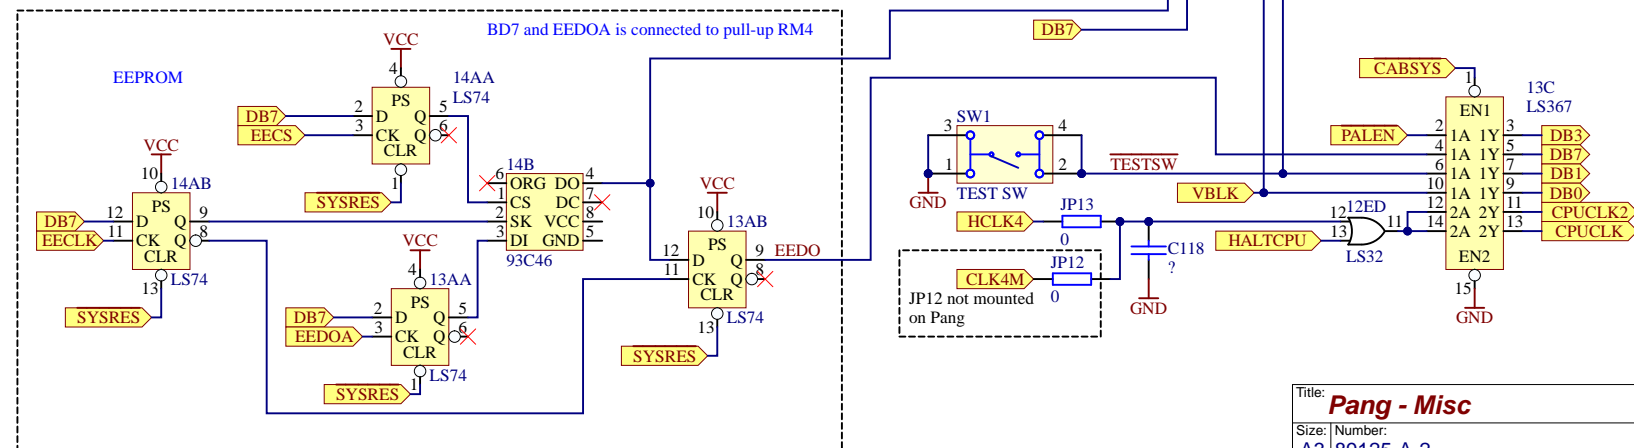 BD7 and EEDOA is connected to pull-up RM4
EEPROM
VCC
4
14AA
LS74
PS
DB7 2 D Q 5
EECS 3 CK Q 6
CLR
1
SYSRES
VCC
10
14AB
PS
DB7 12 D Q 9
EECLK 11 CK Q 8
CLR
13
LS74
SYSRES
14B
6 ORG DO 4
1 CS DC 7
2 SK VCC 8
3 DI GND 5
93C46
VCC
4
13AA
PS
DB7 2 D Q 5
EEDOA 3 CK Q 6
CLR
1
LS74
SYSRES
VCC
10
13AB
PS
12 D Q 9 EEDO
11 CK Q 8
CLR
13
LS74
SYSRES
DB7
SW1
3 4
1 2
TEST SW
GND
TESTSW
VBLK
HCLK4
JP13
0
CLK4M
JP12
0
JP12 not mounted
on Pang
C118
?
GND
HALTCPU
12 12ED
13 11
LS32
CABSYS
1
13C
LS367
EN1
PALEN 2 1A 1Y 3 DB3
4 1A 1Y 5 DB7
6 1A 1Y 7 DB1
10 1A 1Y 9 DB0
12 2A 2Y 11 CPUCLK2
14 2A 2Y 13 CPUCLK
EN2
15
GND
Title: Pang - Misc
Size: Number: